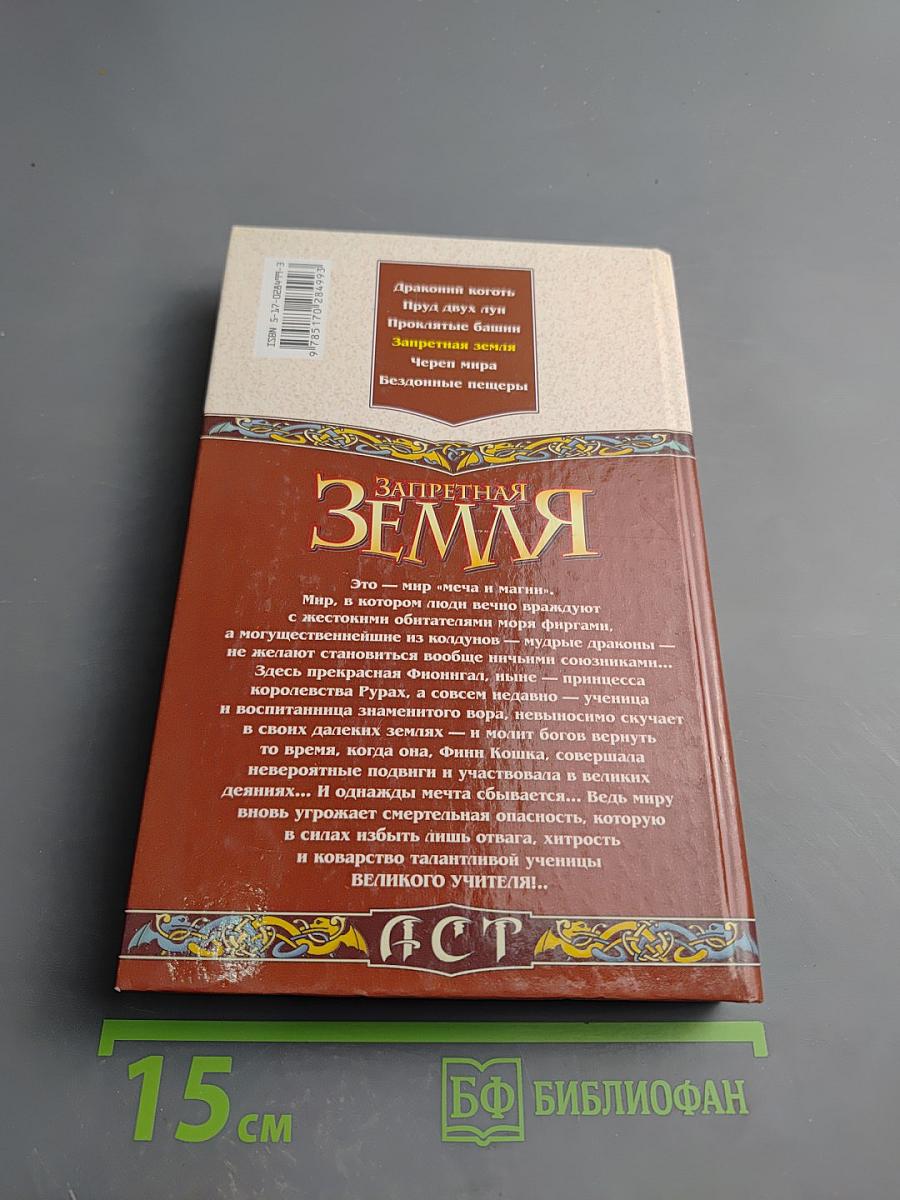 ISBN 5-17-028499-3
9785170284993
Драконий коготь
Пруд двух лун
Проклятые башни
Запретная земля
Череп мира
Бездонные пещеры
ЗАПРЕТНАЯ
ЗЕМЛЯ
Это — мир «меча и магии».
Мир, в котором люди вечно враждуют
с жестокими обитателями моря фиргами,
а могущественнейшие из колдунов — мудрые драконы —
не желают становиться вообще ничьими союзниками...
Здесь прекрасная Фионнгал, ныне — принцесса
королевства Рурах, а совсем недавно — ученица
и воспитанница знаменитого вора, невыносимо скучает
в своих далеких землях — и молит богов вернуть
то время, когда она, Финн Кошка, совершала
невероятные подвиги и участвовала в великих
деяниях... И однажды мечта сбывается... Ведь миру
вновь угрожает смертельная опасность, которую
в силах избыть лишь отвага, хитрость
и коварство талантливой ученицы
ВЕЛИКОГО УЧИТЕЛЯ!..
АСТ
15 см
БФ БИБЛИОФАН